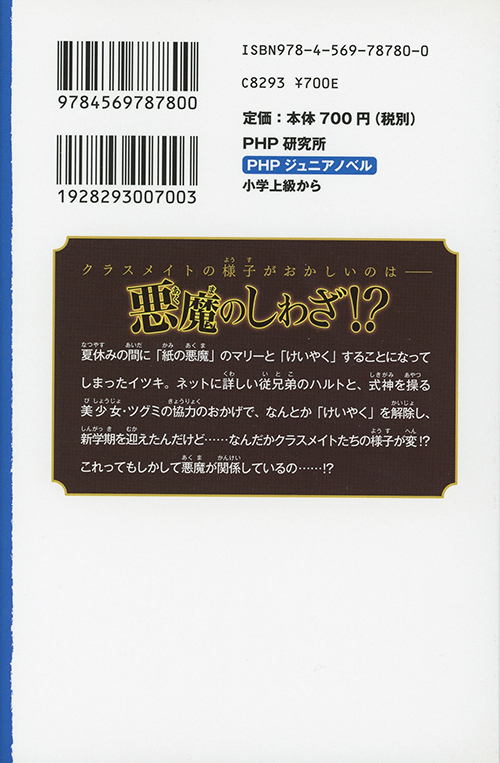 ISBN978-4-569-78780-0
C8293 ¥700E
9784569787800
1928293007003
定価：本体700円（税別）
PHP 研究所
PHP ジュニアノベル
小学上級から
クラスメイトの様子がおかしいのは──
悪魔のしわざ!?
夏休みの間に「紙の悪魔」のマリーと「けいやく」することになって
しまったイツキ。ネットに詳しい従兄弟のハルトと、式神を操る
美少女・ツグミの協力のおかげで、なんとか「けいやく」を解除し、
新学期を迎えたんだけど……なんだかクラスメイトたちの様子が変!?
これってもしかして悪魔が関係しているの……!?